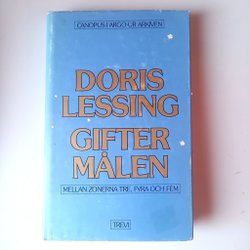 CANOPUS I ARGO: UR ARKIVEN
DORIS
LESSING
GIFTER
MÅLEN
MELLAN ZONERNA TRE, FYRA OCH FEM
TREVI